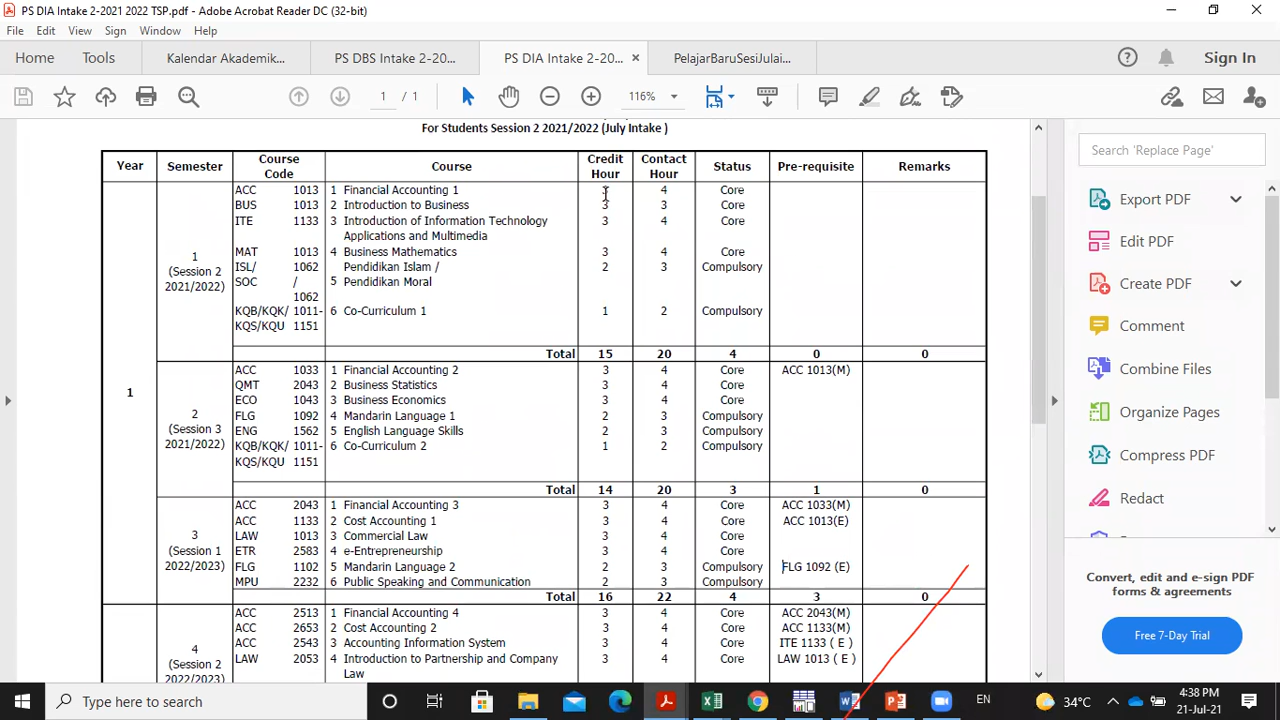 PS DIA Intake 2-2021 2022 TSP.pdf - Adobe Acrobat Reader DC (32-bit)
File Edit View Sign Window Help
Home Tools Kalendar Akademik... PS DBS Intake 2-20... PS DIA Intake 2-20... PelajarBaruSesiJulai... Sign In
1 / 1 116%
For Students Session 2 2021/2022 (July Intake )
Search 'Replace Page'
Export PDF
Edit PDF
Create PDF
Comment
Combine Files
Organize Pages
Compress PDF
Redact
Convert, edit and e-sign PDF
forms & agreements
Free 7-Day Trial
Year Semester Course Code Course Credit Hour Contact Hour Status Pre-requisite Remarks
1
1
(Session 2
2021/2022)
ACC 1013 1 Financial Accounting 1 3 4 Core
BUS 1013 2 Introduction to Business 3 3 Core
ITE 1133 3 Introduction of Information Technology 3 4 Core
Applications and Multimedia
MAT 1013 4 Business Mathematics 3 4 Core
ISL/ 1062 Pendidikan Islam / 2 3 Compulsory
SOC / 5 Pendidikan Moral
1062
KQB/KQK/ 1011- 6 Co-Curriculum 1 1 2 Compulsory
KQS/KQU 1151
Total 15 20 4 0 0
2
(Session 3
2021/2022)
ACC 1033 1 Financial Accounting 2 3 4 Core ACC 1013(M)
QMT 2043 2 Business Statistics 3 4 Core
ECO 1043 3 Business Economics 3 4 Core
FLG 1092 4 Mandarin Language 1 2 3 Compulsory
ENG 1562 5 English Language Skills 2 3 Compulsory
KQB/KQK/ 1011- 6 Co-Curriculum 2 1 2 Compulsory
KQS/KQU 1151
Total 14 20 3 1 0
3
(Session 1
2022/2023)
ACC 2043 1 Financial Accounting 3 3 4 Core ACC 1033(M)
ACC 1133 2 Cost Accounting 1 3 4 Core ACC 1013(E)
LAW 1013 3 Commercial Law 3 4 Core
ETR 2583 4 e-Entrepreneurship 3 4 Core
FLG 1102 5 Mandarin Language 2 2 3 Compulsory FLG 1092 (E)
MPU 2232 6 Public Speaking and Communication 2 3 Compulsory
Total 16 22 4 3 0
4
(Session 2
2022/2023)
ACC 2513 1 Financial Accounting 4 3 4 Core ACC 2043(M)
ACC 2653 2 Cost Accounting 2 3 4 Core ACC 1133(M)
ACC 2543 3 Accounting Information System 3 4 Core ITE 1133 ( E )
LAW 2053 4 Introduction to Partnership and Company 3 4 Core LAW 1013 ( E )
Law
Type here to search 34°C ENG 4:38 PM
21-Jul-21